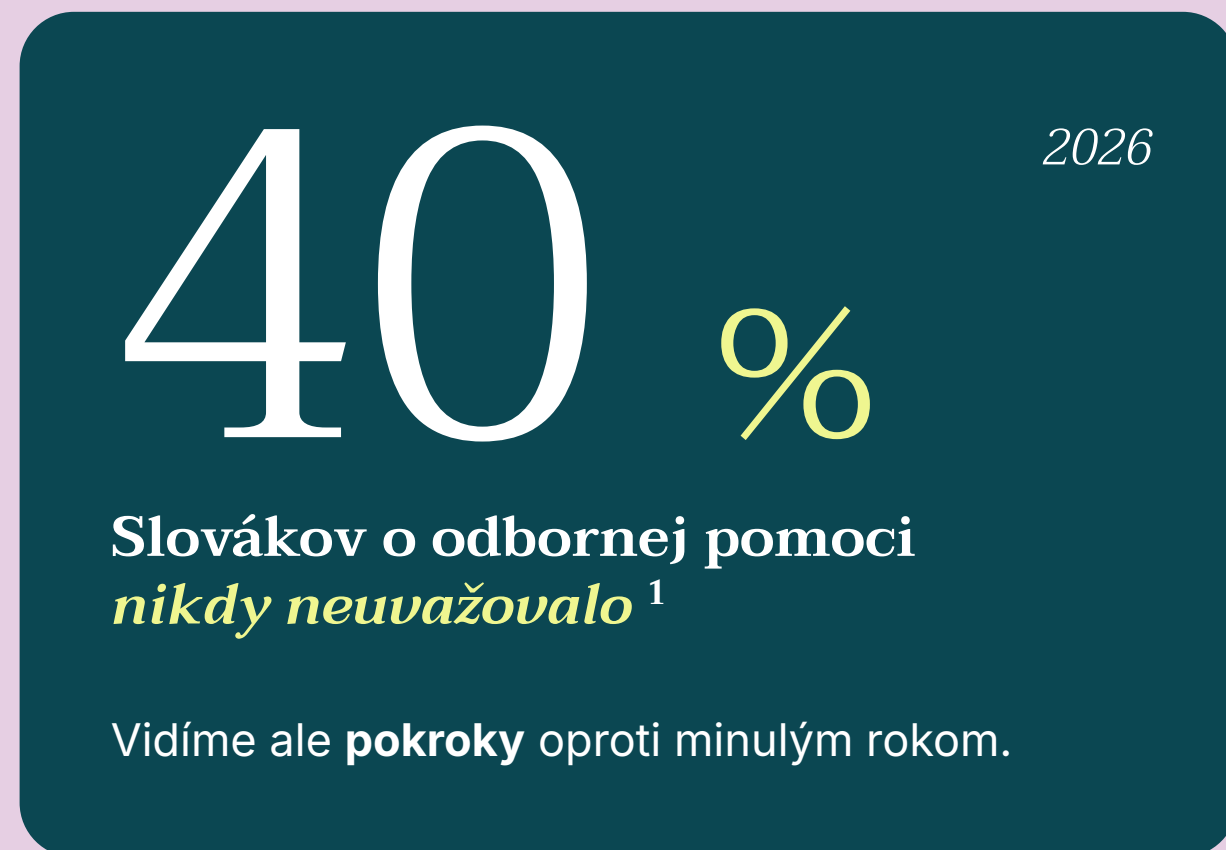 2026
40 %
Slovákov o odbornej pomoci
nikdy neuvažovalo ¹
Vidíme ale pokroky oproti minulým rokom.